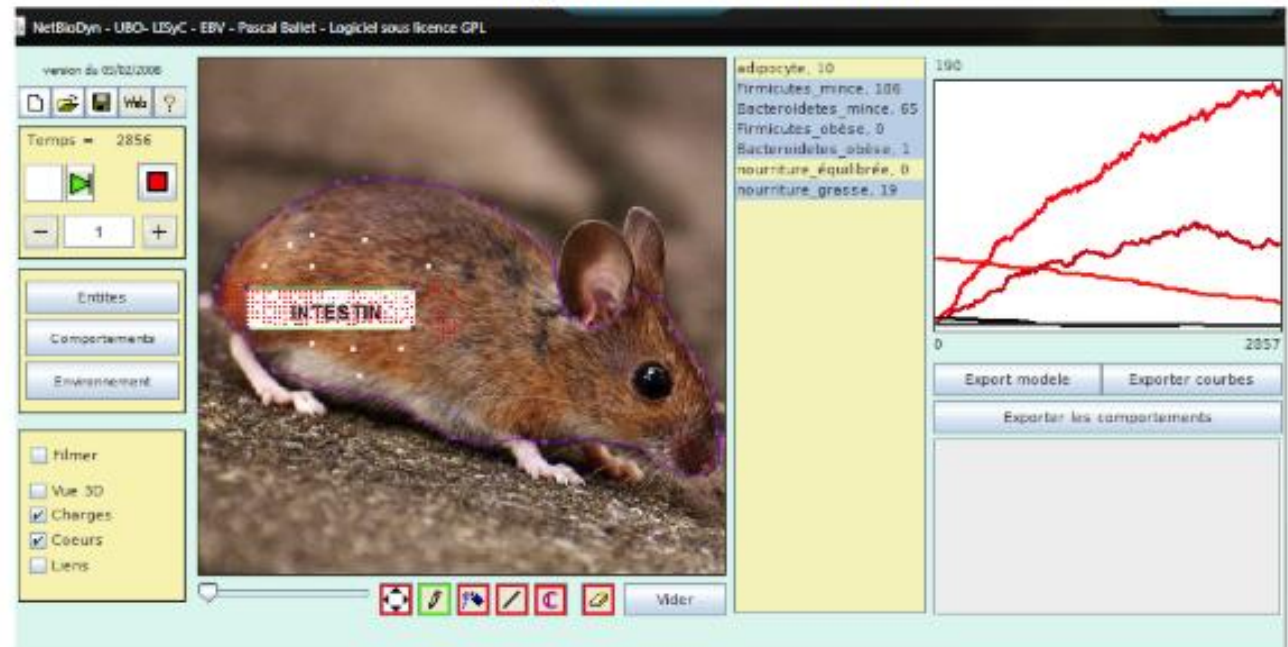 NetBioDyn - UBO- LISyC - EBV - Pascal Ballet - Logiciel sous licence GPL
version du 05/02/2008
Web ?
Temps = 2856
− 1 +
Entites
Comportements
Environnement
Filmer
Vue 3D
Charges
Coeurs
Liens
INTESTIN
Vider
adipocyte, 10
Firmicutes_mince, 186
Bacteroidetes_mince, 65
Firmicutes_obèse, 0
Bacteroidetes_obèse, 1
nourriture_équilibrée, 0
nourriture_grasse, 19
190
0 2857
Export modele Exporter courbes
Exporter les comportements